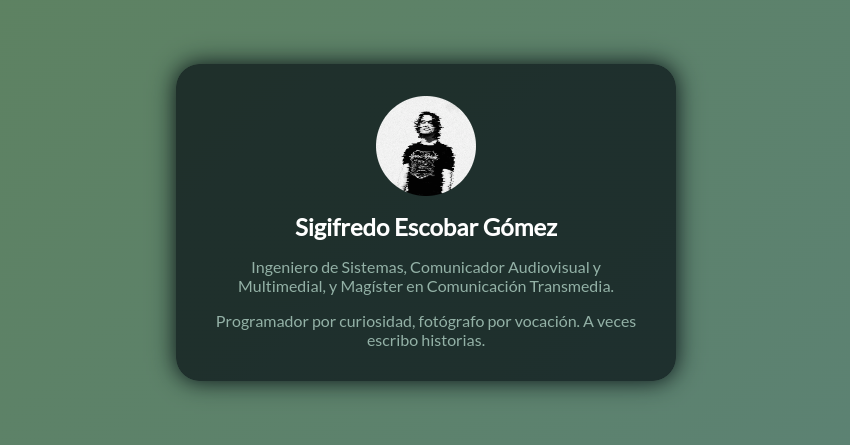 Sigifredo Escobar Gómez
Ingeniero de Sistemas, Comunicador Audiovisual y
Multimedial, y Magíster en Comunicación Transmedia.
Programador por curiosidad, fotógrafo por vocación. A veces
escribo historias.